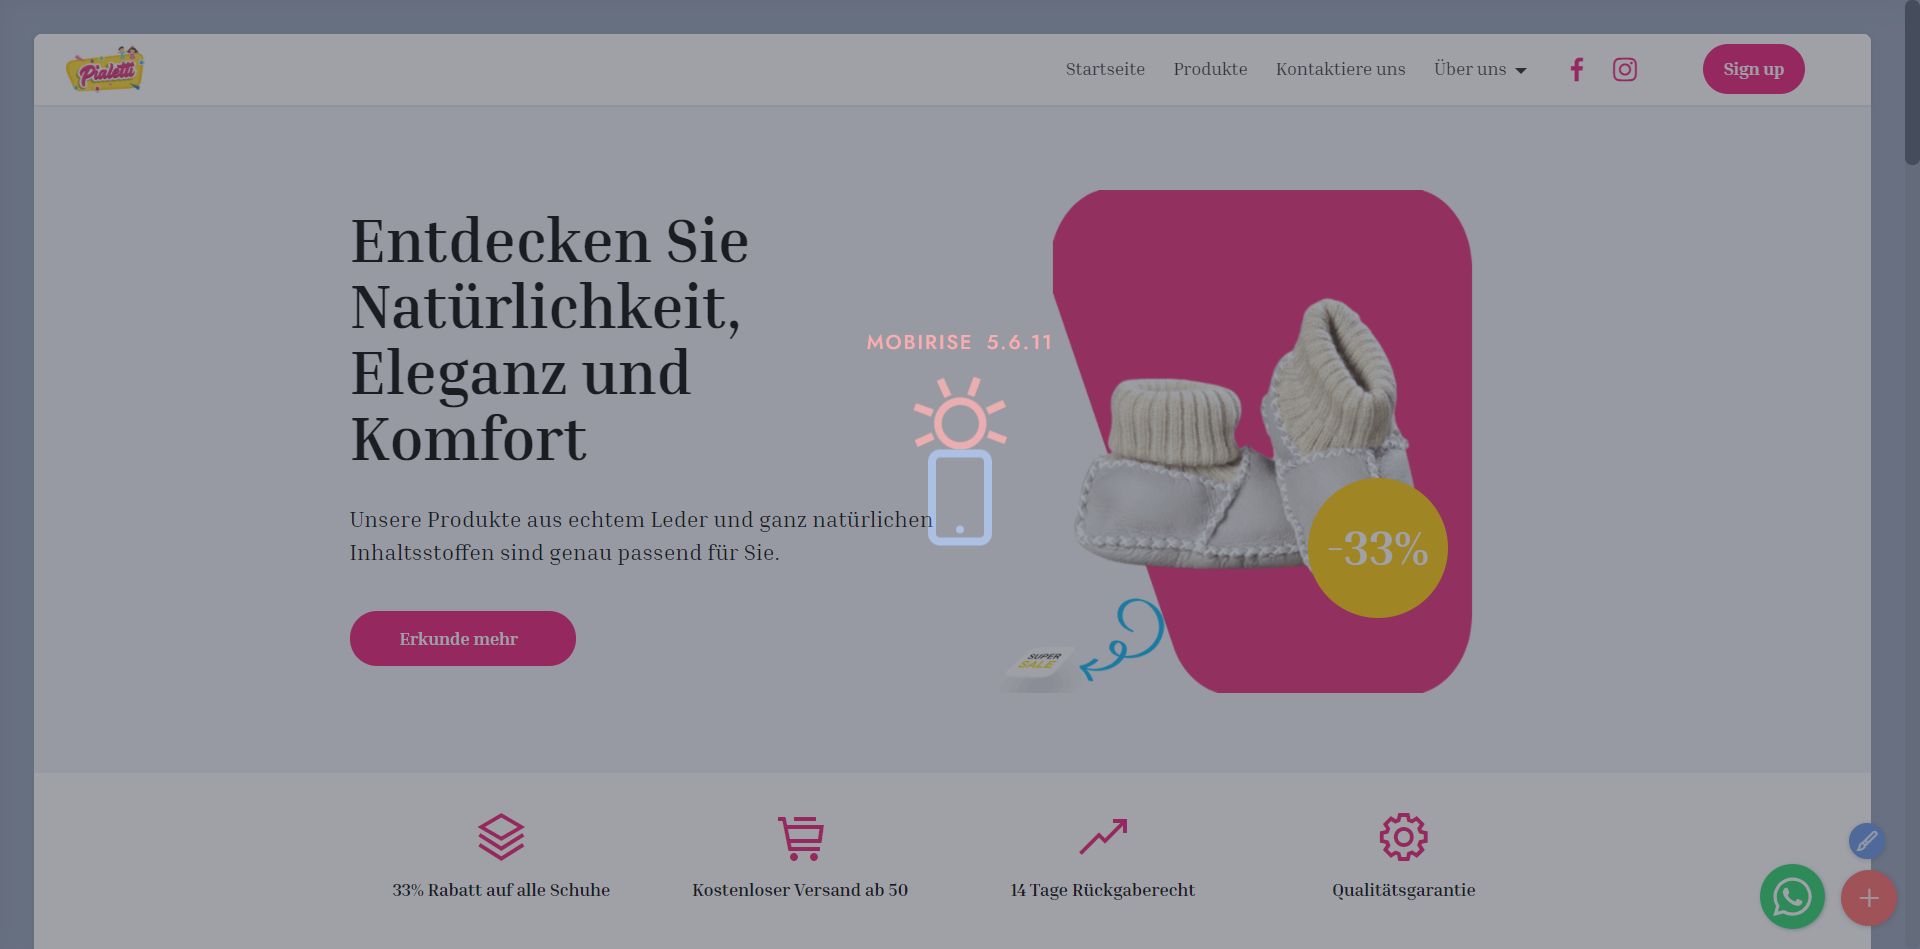 Pialetti
Startseite
Produkte
Kontaktiere uns
Über uns
Sign up
Entdecken Sie
Natürlichkeit,
Eleganz und
Komfort
MOBIRISE 5.6.11
Unsere Produkte aus echtem Leder und ganz natürlichen
Inhaltsstoffen sind genau passend für Sie.
-33%
Erkunde mehr
SUPER
SALE
33% Rabatt auf alle Schuhe
Kostenloser Versand ab 50
14 Tage Rückgaberecht
Qualitätsgarantie